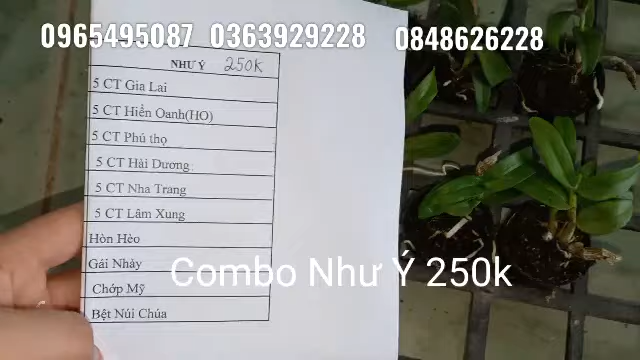 0965495087 0363929228 0848626228
NHƯ Ý 250K
5 CT Gia Lai
5 CT Hiển Oanh(HO)
5 CT Phú thọ
5 CT Hải Dương
5 CT Nha Trang
5 CT Lâm Xung
Hòn Hèo
Gái Nhảy
Chớp Mỹ
Bệt Núi Chúa
Combo Như Ý 250k